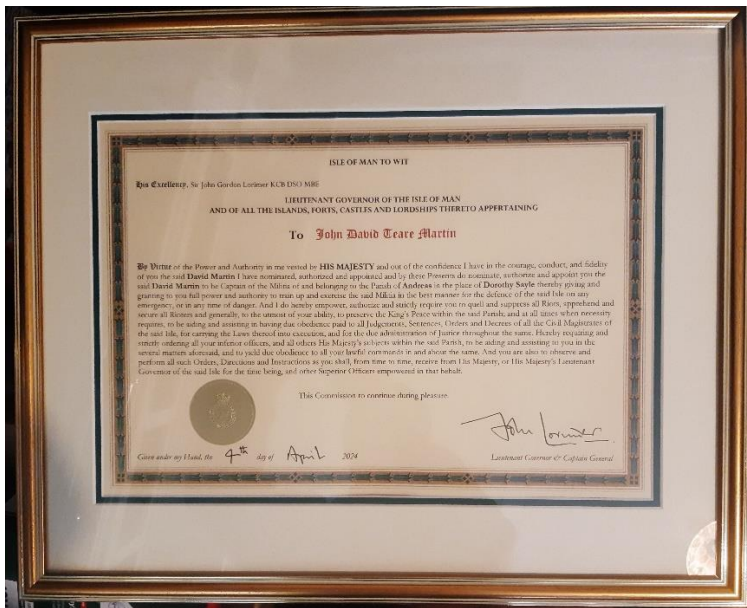 ISLE OF MAN TO WIT
His Excellency, Sir John Gordon Lorimer KCB DSO MBE
LIEUTENANT GOVERNOR OF THE ISLE OF MAN
AND OF ALL THE ISLANDS, FORTS, CASTLES AND LORDSHIPS THERETO APPERTAINING
To John David Teare Martin
By Virtue of the Power and Authority in me vested by HIS MAJESTY and out of the confidence I have in the courage, conduct, and fidelity
of you the said David Martin I have nominated, authorized and appointed and by these Presents do nominate, authorize and appoint you the
said David Martin to be Captain of the Militia of and belonging to the Parish of Andreas in the place of Dorothy Sayle thereby giving and
granting to you full power and authority to train up and exercise the said Militia in the best manner for the defence of the said Isle on any
emergency, or in any time of danger. And I do hereby empower, authorize and strictly require you to quell and suppress all Riots, apprehend and
secure all Rioters and generally, to the utmost of your ability, to preserve the King's Peace within the said Parish; and at all times when necessity
requires, to be aiding and assisting in having due obedience paid to all Judgements, Sentences, Orders and Decrees of all the Civil Magistrates of
the said Isle, for carrying the Laws thereof into execution, and for the due administration of Justice throughout the same. Hereby requiring and
strictly ordering all your inferiors officers, and all others His Majesty's subjects within the said Parish, to be aiding and assisting to you in the
several matters aforesaid, and to yield due obedience to all your lawful commands in and about the same. And you are also to observe and
perform all such Orders, Directions and Instructions as you shall, from time to time, receive from His Majesty, or His Majesty's Lieutenant
Governor of the said Isle for the time being, and other Superior Officers empowered in that behalf.
This Commission to continue during pleasure.
John Lorimer
Given under my Hand, the 4th day of April 2024
Lieutenant Governor & Captain General